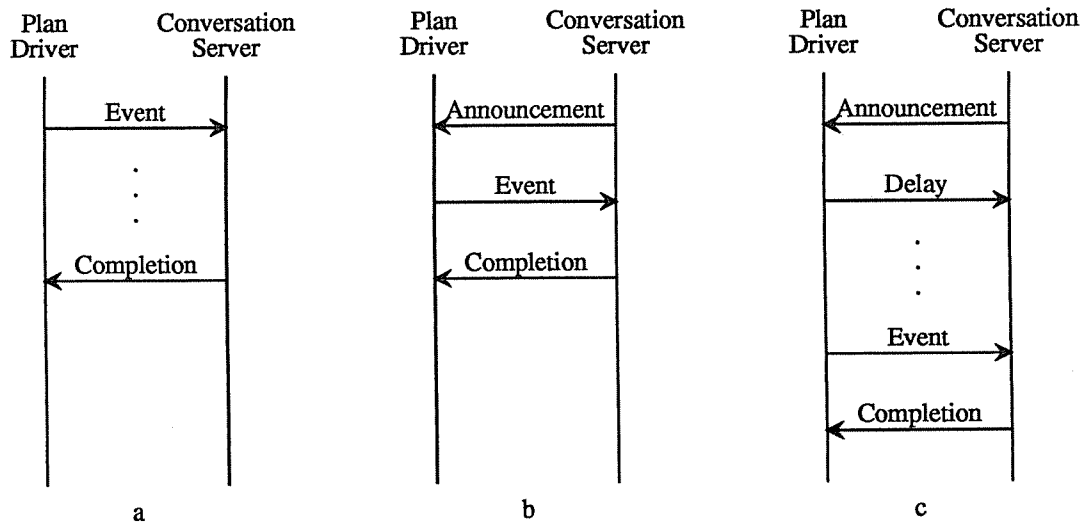 Plan
Driver
Conversation
Server
Event
Completion
a
Plan
Driver
Conversation
Server
Announcement
Event
Completion
b
Plan
Driver
Conversation
Server
Announcement
Delay
Event
Completion
c